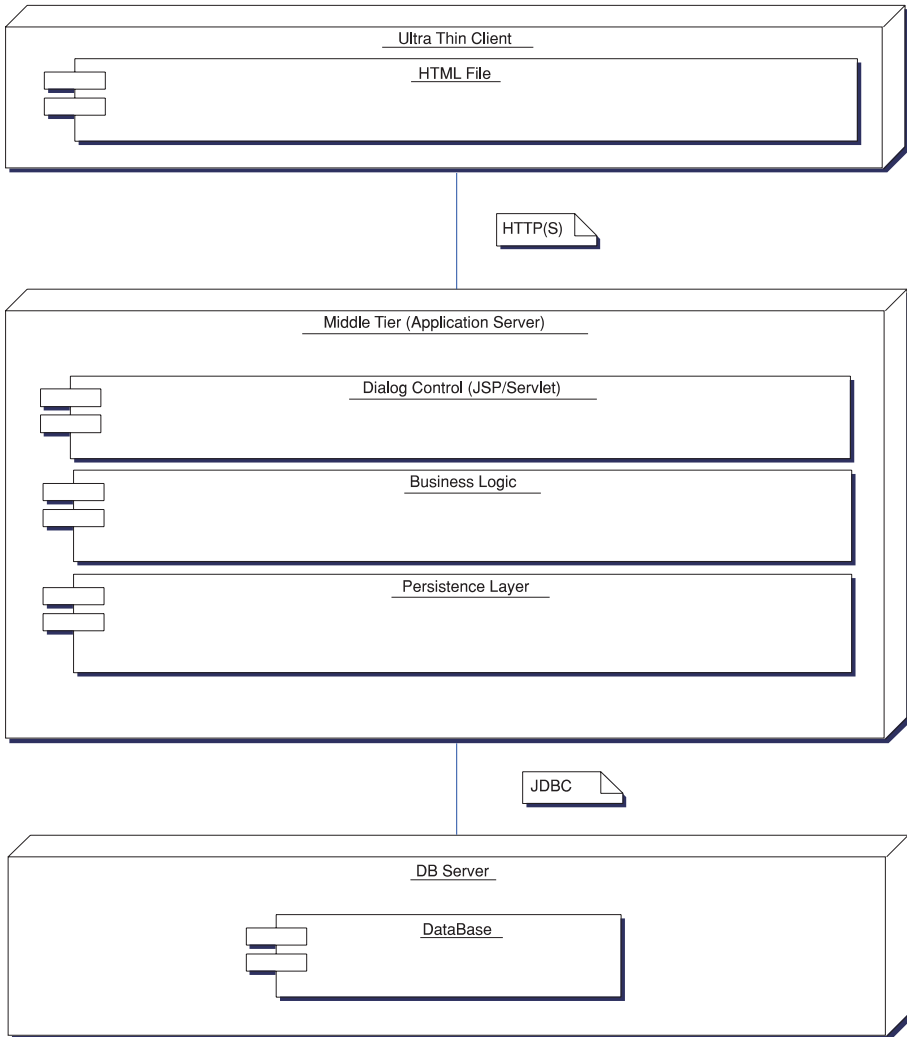 Ultra Thin Client
HTML File
HTTP(S)
Middle Tier (Application Server)
Dialog Control (JSP/Servlet)
Business Logic
Persistence Layer
JDBC
DB Server
DataBase